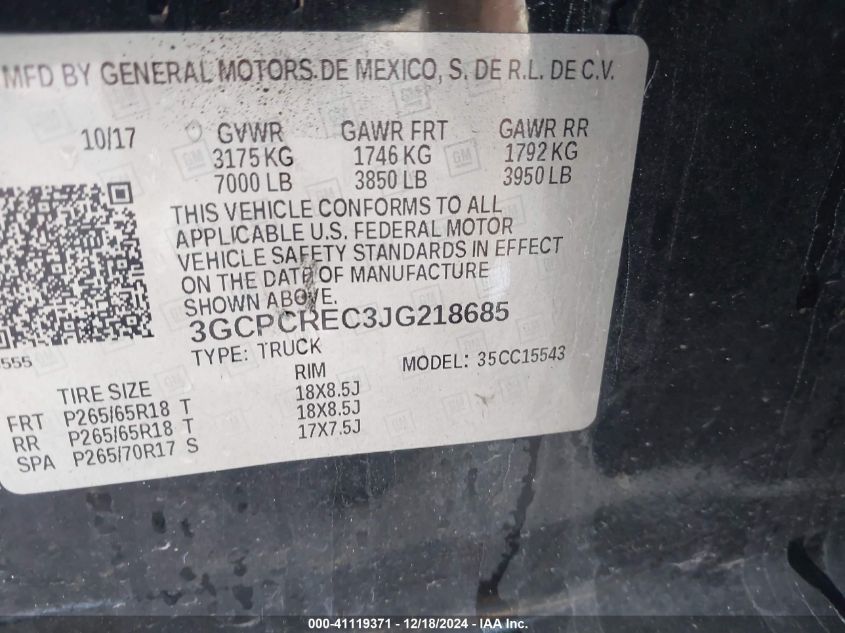 MFD BY GENERAL MOTORS DE MEXICO, S. DE R.L. DE C.V.
10/17 GVWR GAWR FRT GAWR RR
3175 KG 1746 KG 1792 KG
7000 LB 3850 LB 3950 LB
THIS VEHICLE CONFORMS TO ALL
APPLICABLE U.S. FEDERAL MOTOR
VEHICLE SAFETY STANDARDS IN EFFECT
ON THE DATE OF MANUFACTURE
SHOWN ABOVE.
3GCPCREC3JG218685
555 TYPE: TRUCK MODEL: 35CC15543
TIRE SIZE RIM
FRT P265/65R18 T 18X8.5J
RR P265/65R18 T 18X8.5J
SPA P265/70R17 S 17X7.5J
GM
000-41119371 - 12/18/2024 - IAA Inc.